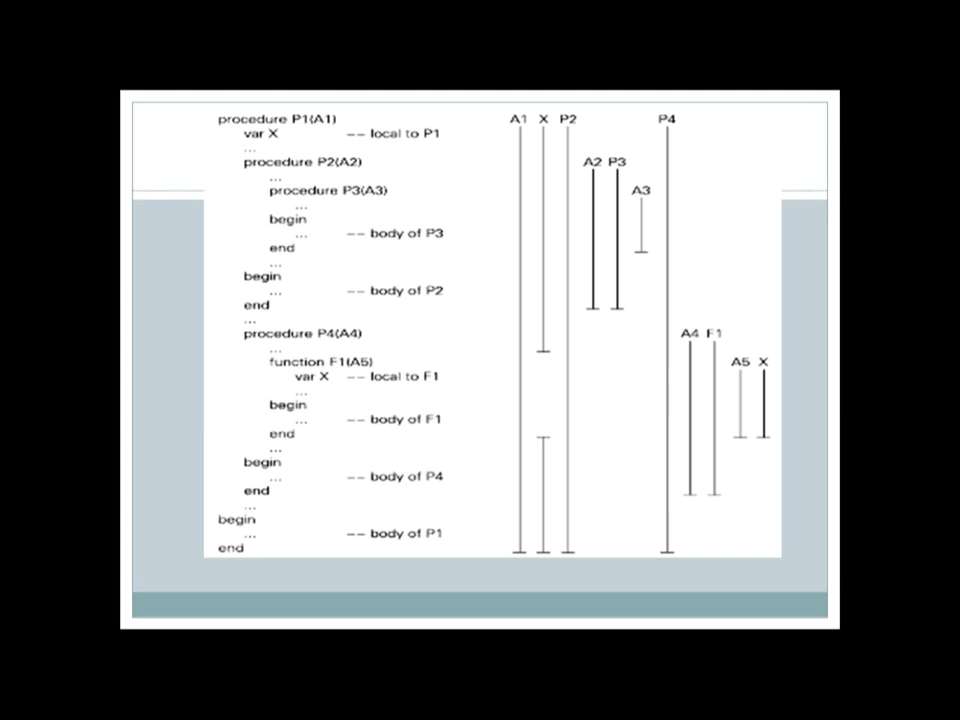 procedure P1(A1) A1 X P2 P4
var X -- local to P1
...
procedure P2(A2) A2 P3
...
procedure P3(A3) A3
...
begin
... -- body of P3
end
...
begin
... -- body of P2
end
...
procedure P4(A4) A4 F1
...
function F1(A5) A5 X
var X -- local to F1
...
begin
... -- body of F1
end
...
begin
... -- body of P4
end
...
begin
... -- body of P1
end